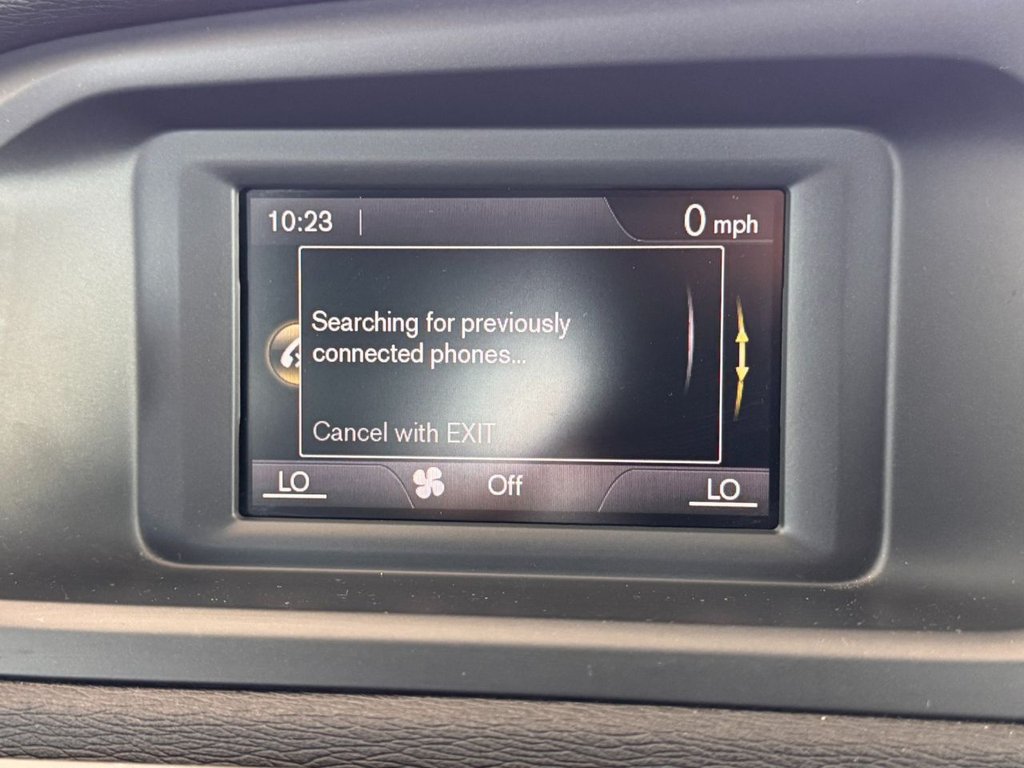 10:23
0 mph
Searching for previously
connected phones...
Cancel with EXIT
LO
Off
LO